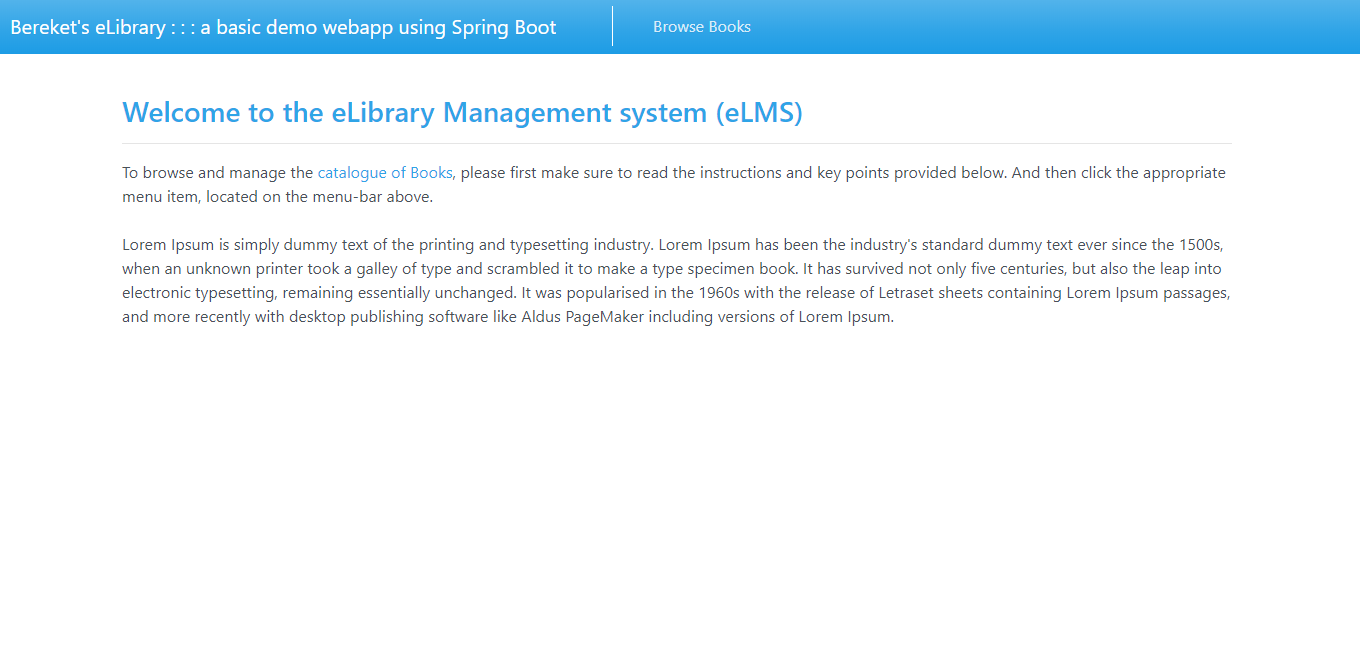 Bereket's eLibrary : : : a basic demo webapp using Spring Boot
Browse Books
Welcome to the eLibrary Management system (eLMS)
To browse and manage the catalogue of Books, please first make sure to read the instructions and key points provided below. And then click the appropriate
menu item, located on the menu-bar above.
Lorem Ipsum is simply dummy text of the printing and typesetting industry. Lorem Ipsum has been the industry's standard dummy text ever since the 1500s,
when an unknown printer took a galley of type and scrambled it to make a type specimen book. It has survived not only five centuries, but also the leap into
electronic typesetting, remaining essentially unchanged. It was popularised in the 1960s with the release of Letraset sheets containing Lorem Ipsum passages,
and more recently with desktop publishing software like Aldus PageMaker including versions of Lorem Ipsum.